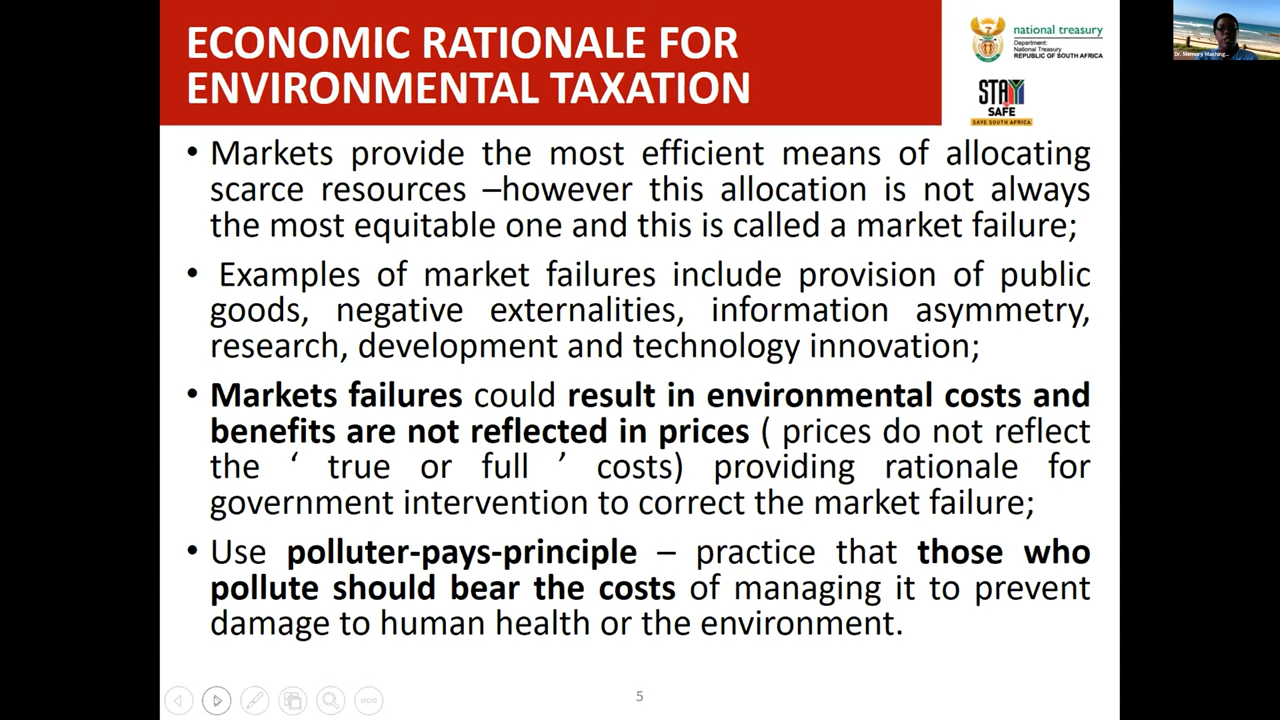 ECONOMIC RATIONALE FOR
ENVIRONMENTAL TAXATION
national treasury
Department:
National Treasury
REPUBLIC OF SOUTH AFRICA
STAY
SAFE
SAVE SOUTH AFRICA
Dr. Memory Maching...
• Markets provide the most efficient means of allocating
scarce resources –however this allocation is not always
the most equitable one and this is called a market failure;
• Examples of market failures include provision of public
goods, negative externalities, information asymmetry,
research, development and technology innovation;
• Markets failures could result in environmental costs and
benefits are not reflected in prices ( prices do not reflect
the ‘ true or full ’ costs) providing rationale for
government intervention to correct the market failure;
• Use polluter-pays-principle – practice that those who
pollute should bear the costs of managing it to prevent
damage to human health or the environment.
5